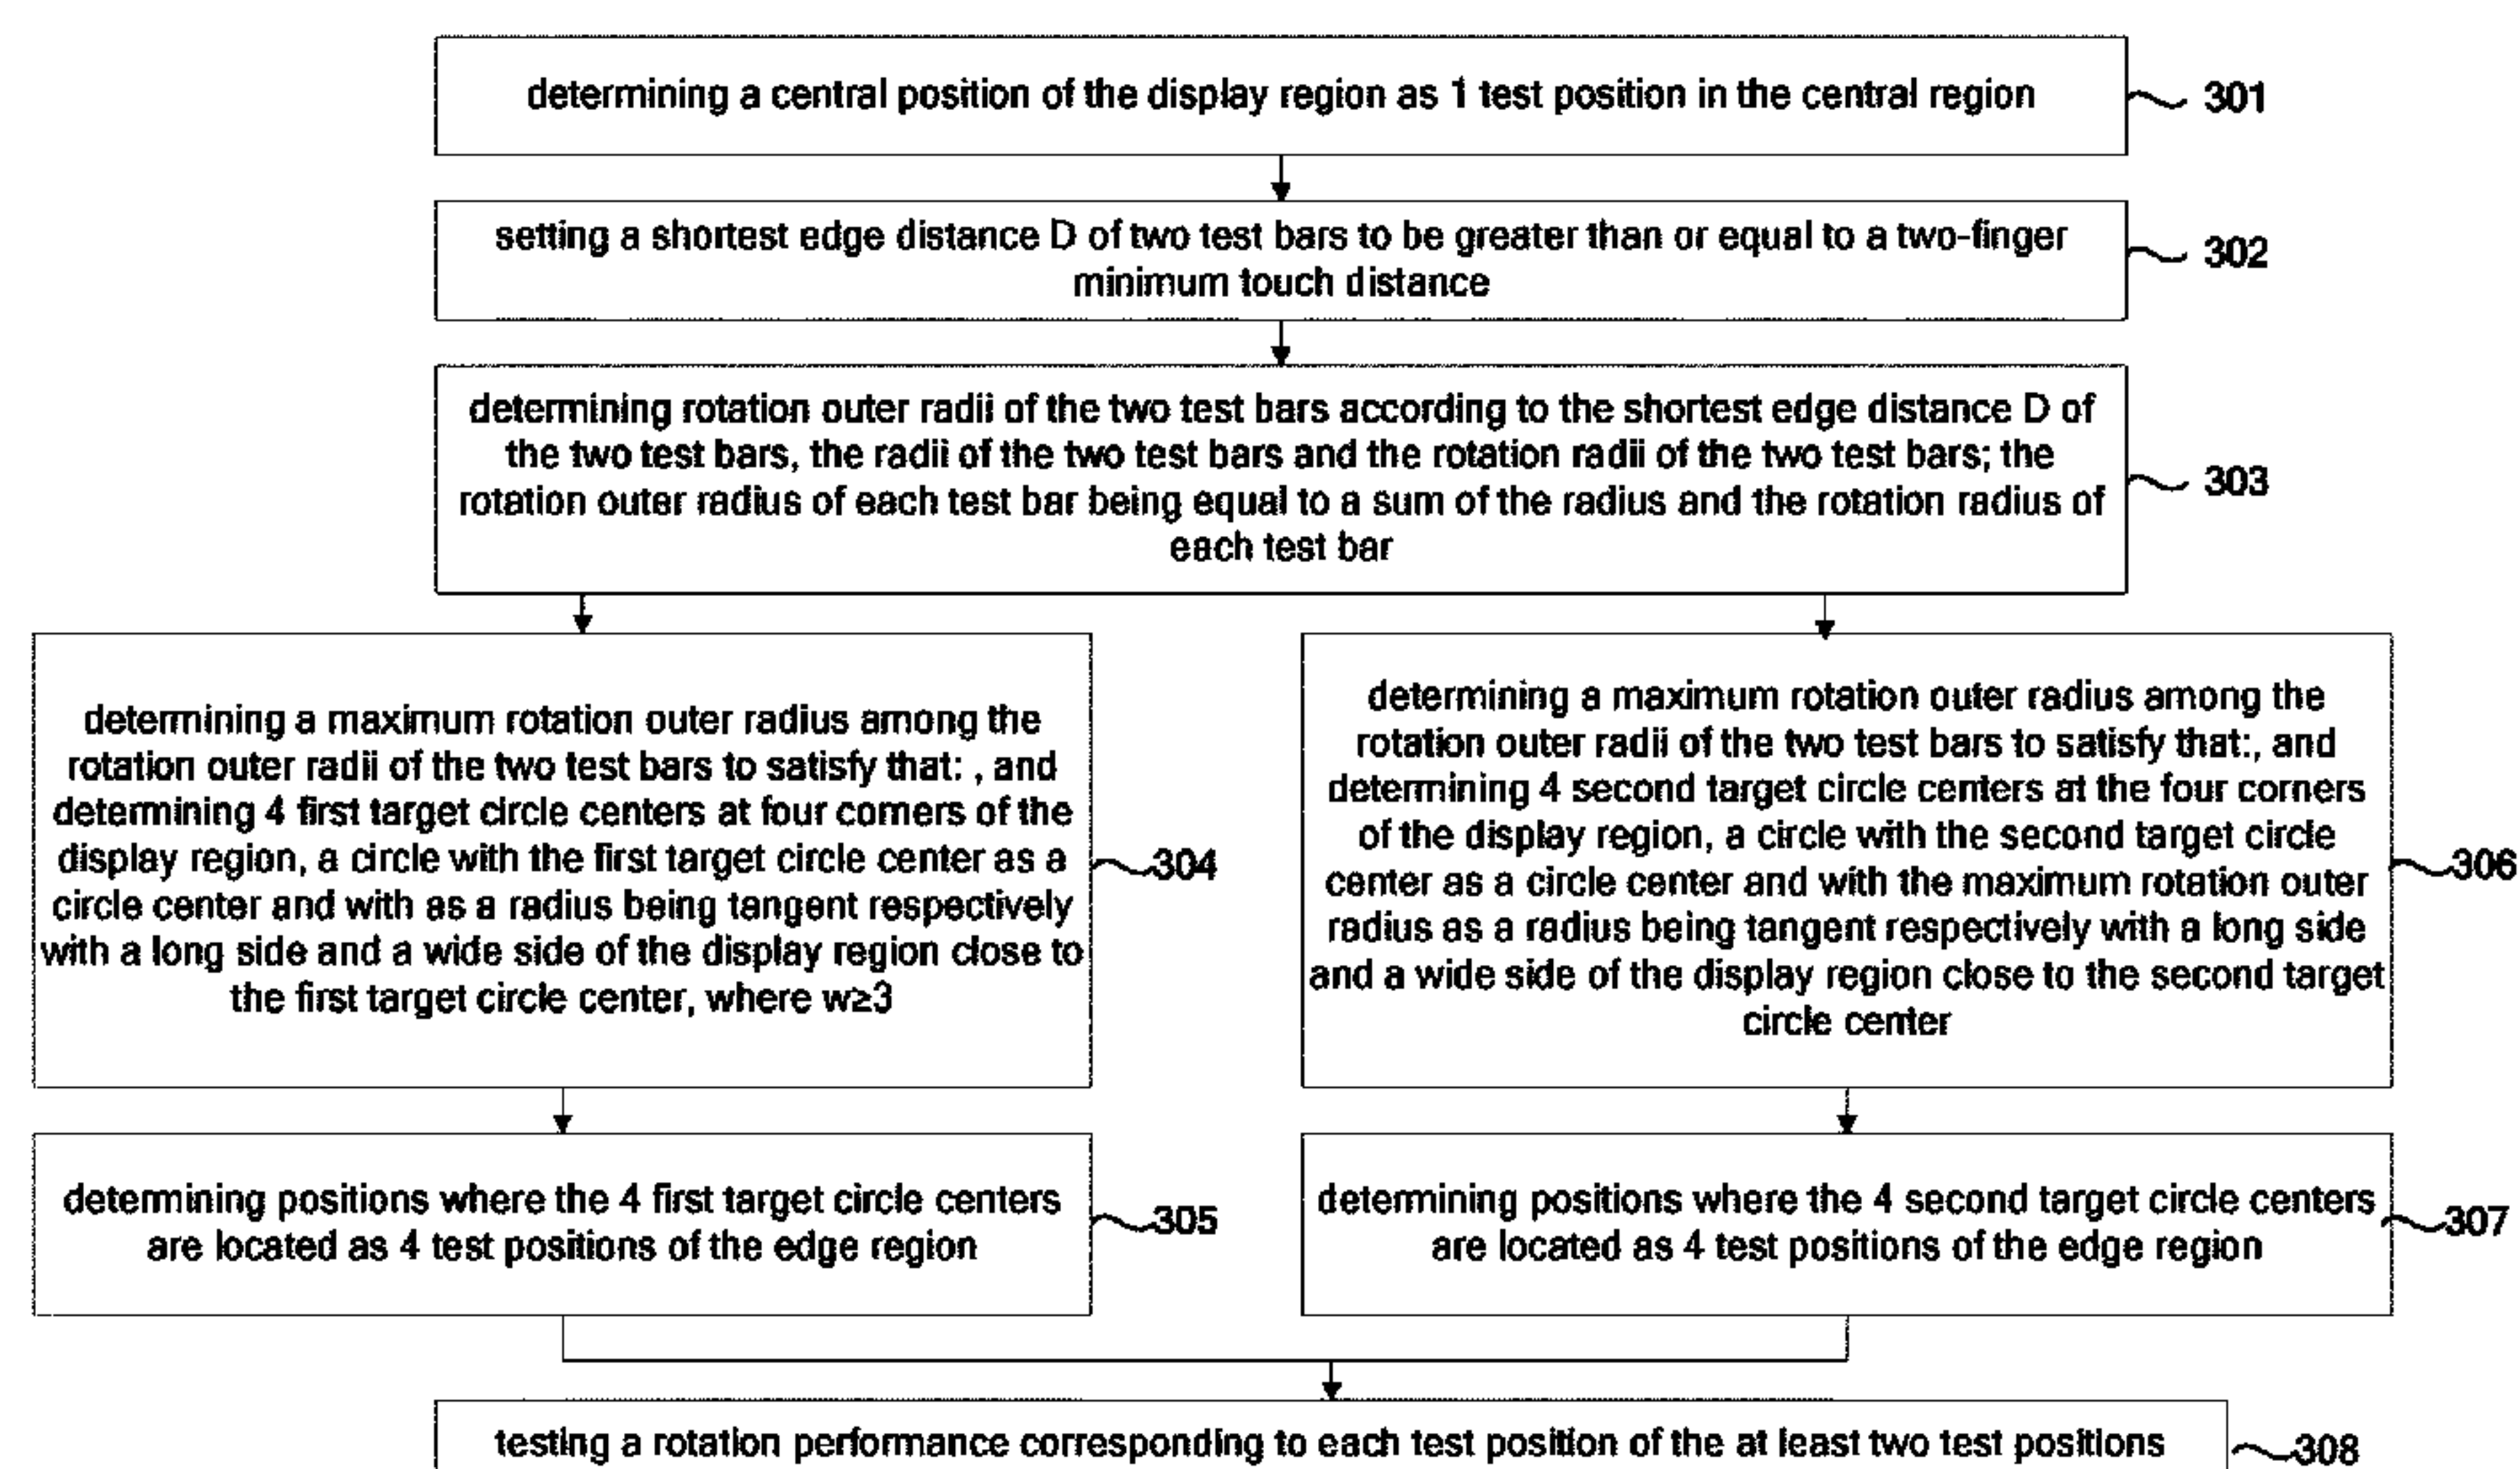 determining a central position of the display region as 1 test position in the central region
301
setting a shortest edge distance D of two test bars to be greater than or equal to a two-finger
minimum touch distance
302
determining rotation outer radii of the two test bars according to the shortest edge distance D of
the two test bars, the radii of the two test bars and the rotation radii of the two test bars; the
rotation outer radius of each test bar being equal to a sum of the radius and the rotation radius of
each test bar
303
determining a maximum rotation outer radius among the
rotation outer radii of the two test bars to satisfy that: , and
determining 4 first target circle centers at four corners of the
display region, a circle with the first target circle center as a
circle center and with as a radius being tangent respectively
with a long side and a wide side of the display region close to
the first target circle center, where w≥3
304
determining a maximum rotation outer radius among the
rotation outer radii of the two test bars to satisfy that:, and
determining 4 second target circle centers at the four corners
of the display region, a circle with the second target circle
center as a circle center and with the maximum rotation outer
radius as a radius being tangent respectively with a long side
and a wide side of the display region close to the second target
circle center
306
determining positions where the 4 first target circle centers
are located as 4 test positions of the edge region
305
determining positions where the 4 second target circle centers
are located as 4 test positions of the edge region
307
testing a rotation performance corresponding to each test position of the at least two test positions
308